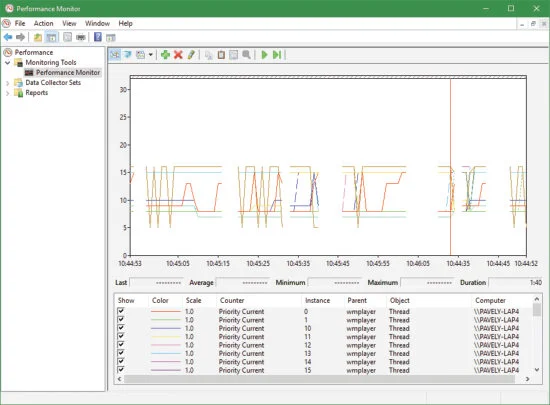 Performance Monitor
File Action View Window Help
Performance
Monitoring Tools
Performance Monitor
Data Collector Sets
Reports
30
25
20
15
10
5
0
10:44:53 10:45:05 10:45:15 10:45:25 10:45:35 10:45:45 10:45:55 10:46:05 10:44:35 10:44:45 10:44:52
Last --------- Average --------- Minimum --------- Maximum --------- Duration 1:40
Show Color Scale Counter Instance Parent Object Computer
1.0 Priority Current 0 wmplayer Thread \\PAVELY-LAP4
1.0 Priority Current 1 wmplayer Thread \\PAVELY-LAP4
1.0 Priority Current 10 wmplayer Thread \\PAVELY-LAP4
1.0 Priority Current 11 wmplayer Thread \\PAVELY-LAP4
1.0 Priority Current 12 wmplayer Thread \\PAVELY-LAP4
1.0 Priority Current 13 wmplayer Thread \\PAVELY-LAP4
1.0 Priority Current 14 wmplayer Thread \\PAVELY-LAP4
1.0 Priority Current 15 wmplayer Thread \\PAVELY-LAP4